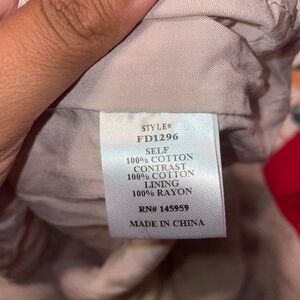 STYLE#
FD1296
SELF
100% COTTON
CONTRAST
100% COTTON
LINING
100% RAYON
RN# 145959
MADE IN CHINA